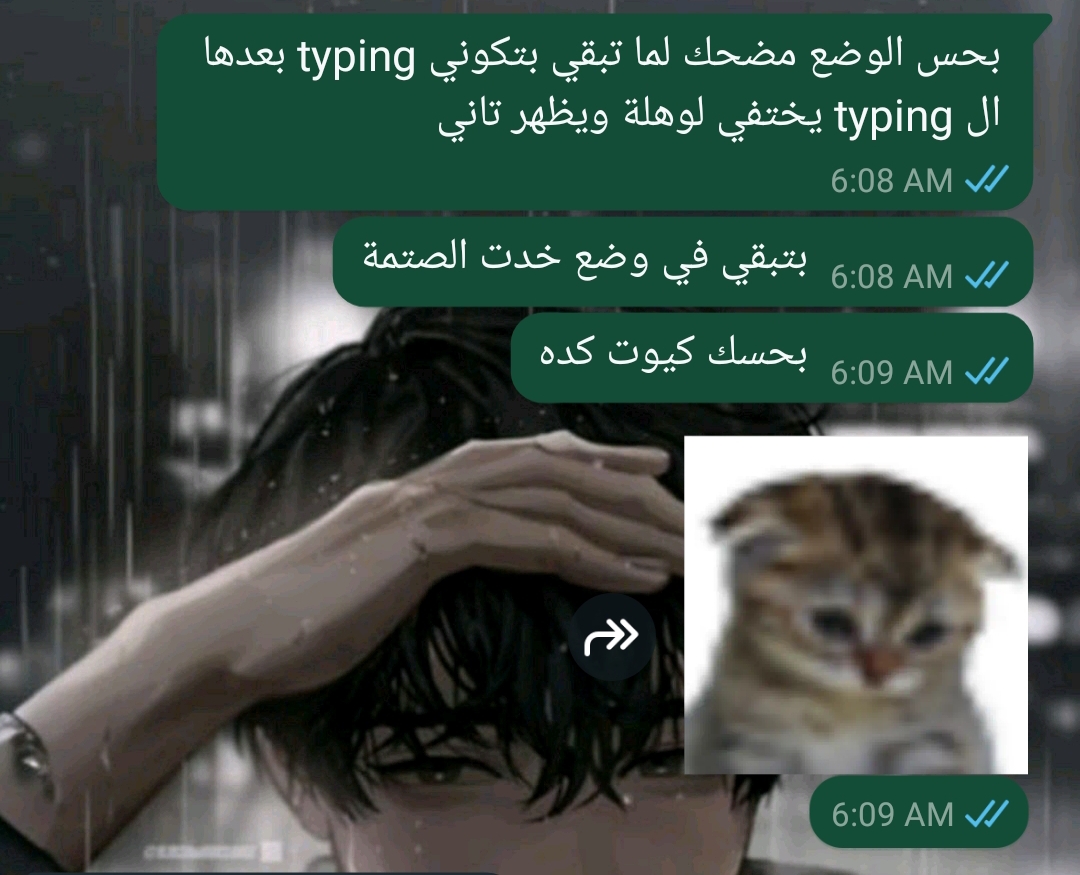 بحس الوضع مضحك لما تبقي بتكوني typing بعدها
ال typing يختفي لوهلة ويظهر تاني
6:08 AM
بتبقي في وضع خدت الصتمة
6:08 AM
بحسك كيوت كده
6:09 AM
6:09 AM